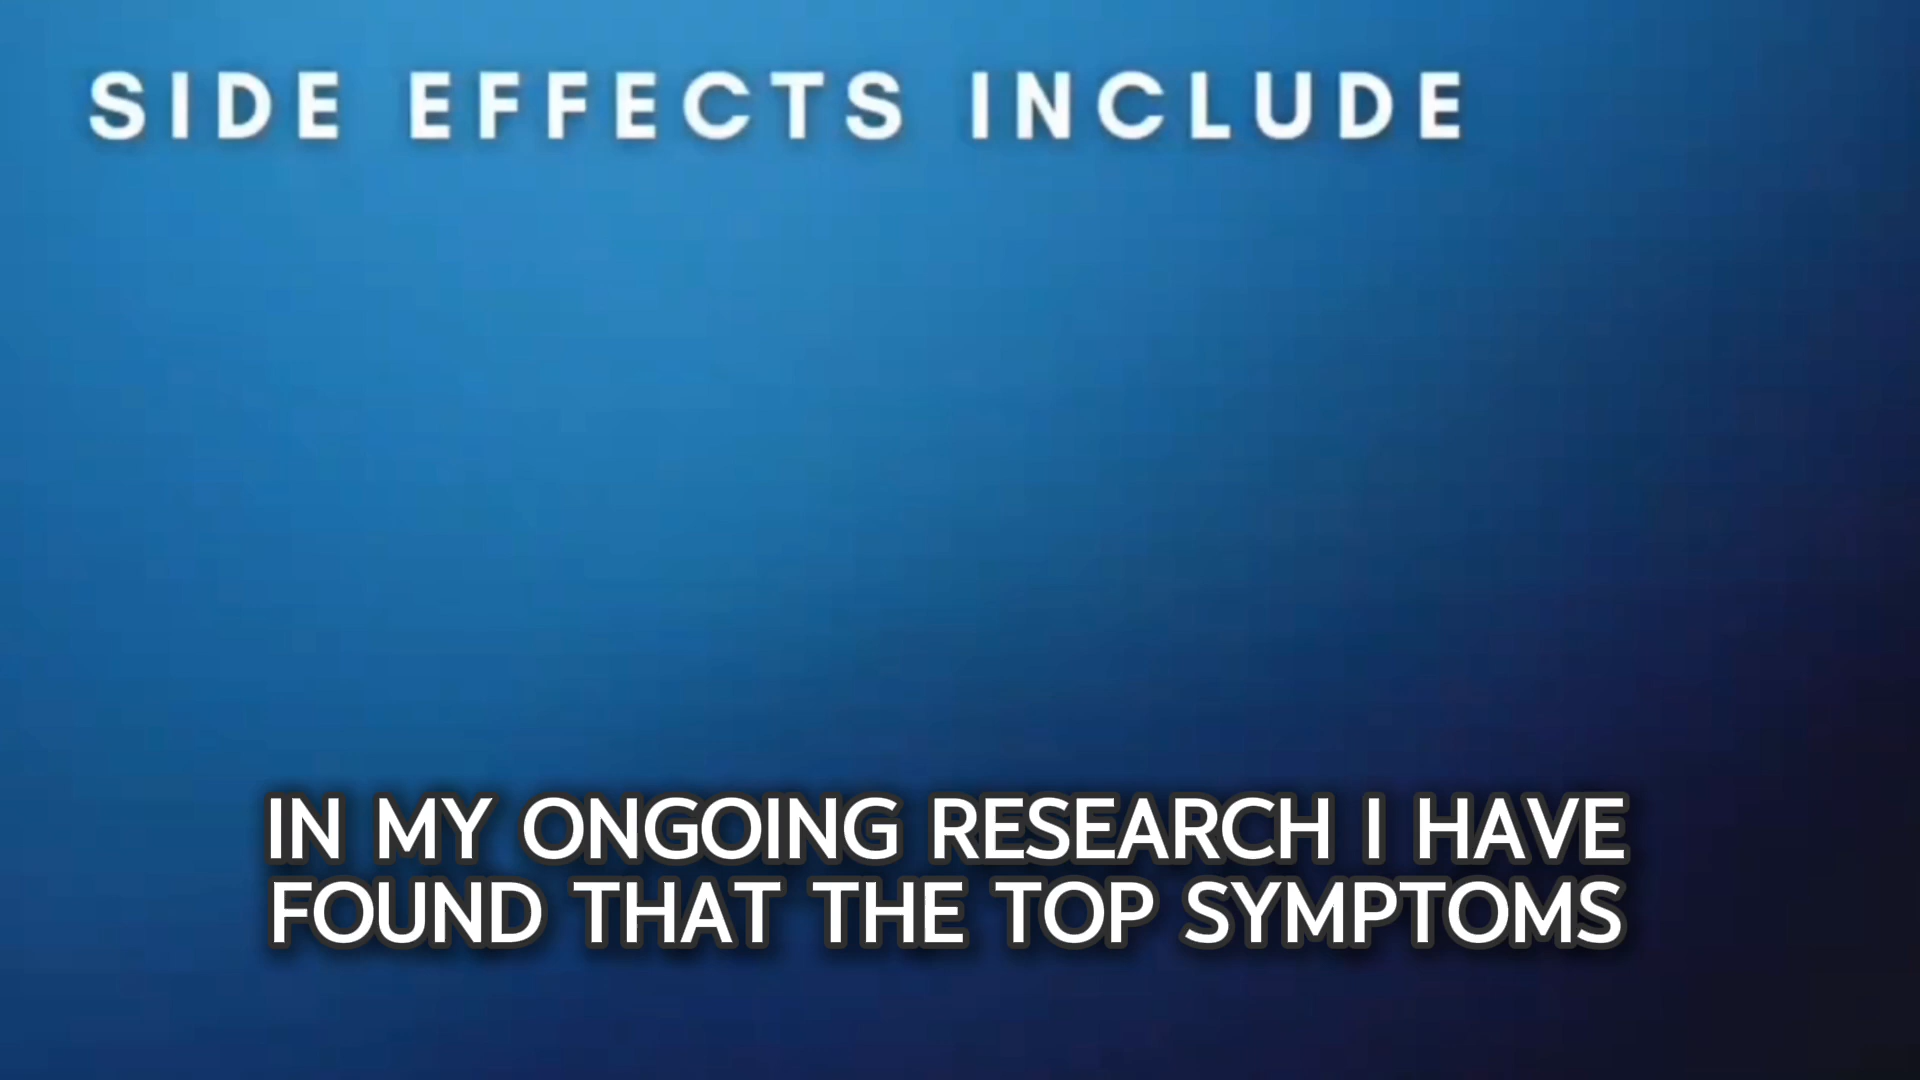 SIDE EFFECTS INCLUDE
IN MY ONGOING RESEARCH I HAVE
FOUND THAT THE TOP SYMPTOMS